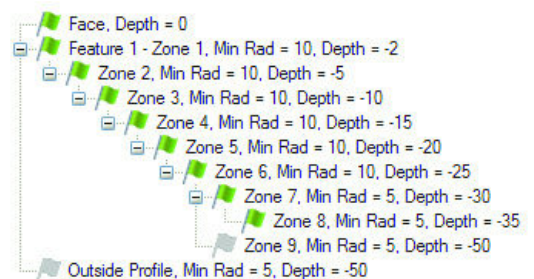 Face, Depth = 0
Feature 1 - Zone 1, Min Rad = 10, Depth = -2
Zone 2, Min Rad = 10, Depth = -5
Zone 3, Min Rad = 10, Depth = -10
Zone 4, Min Rad = 10, Depth = -15
Zone 5, Min Rad = 10, Depth = -20
Zone 6, Min Rad = 10, Depth = -25
Zone 7, Min Rad = 5, Depth = -30
Zone 8, Min Rad = 5, Depth = -35
Zone 9, Min Rad = 5, Depth = -50
Outside Profile, Min Rad = 5, Depth = -50